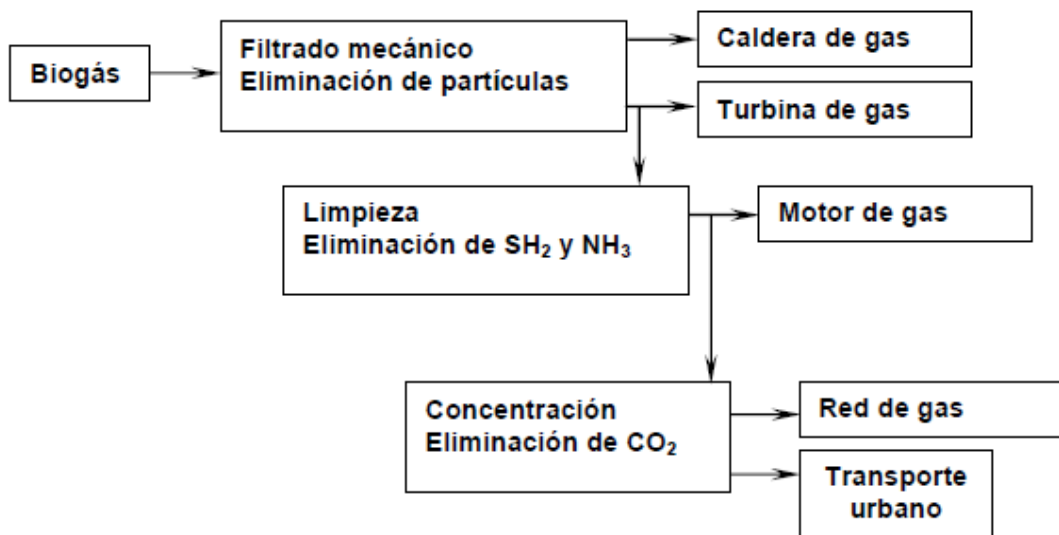 Biogás
Filtrado mecánico
Eliminación de partículas
Caldera de gas
Turbina de gas
Limpieza
Eliminación de SH₂ y NH₃
Motor de gas
Concentración
Eliminación de CO₂
Red de gas
Transporte
urbano